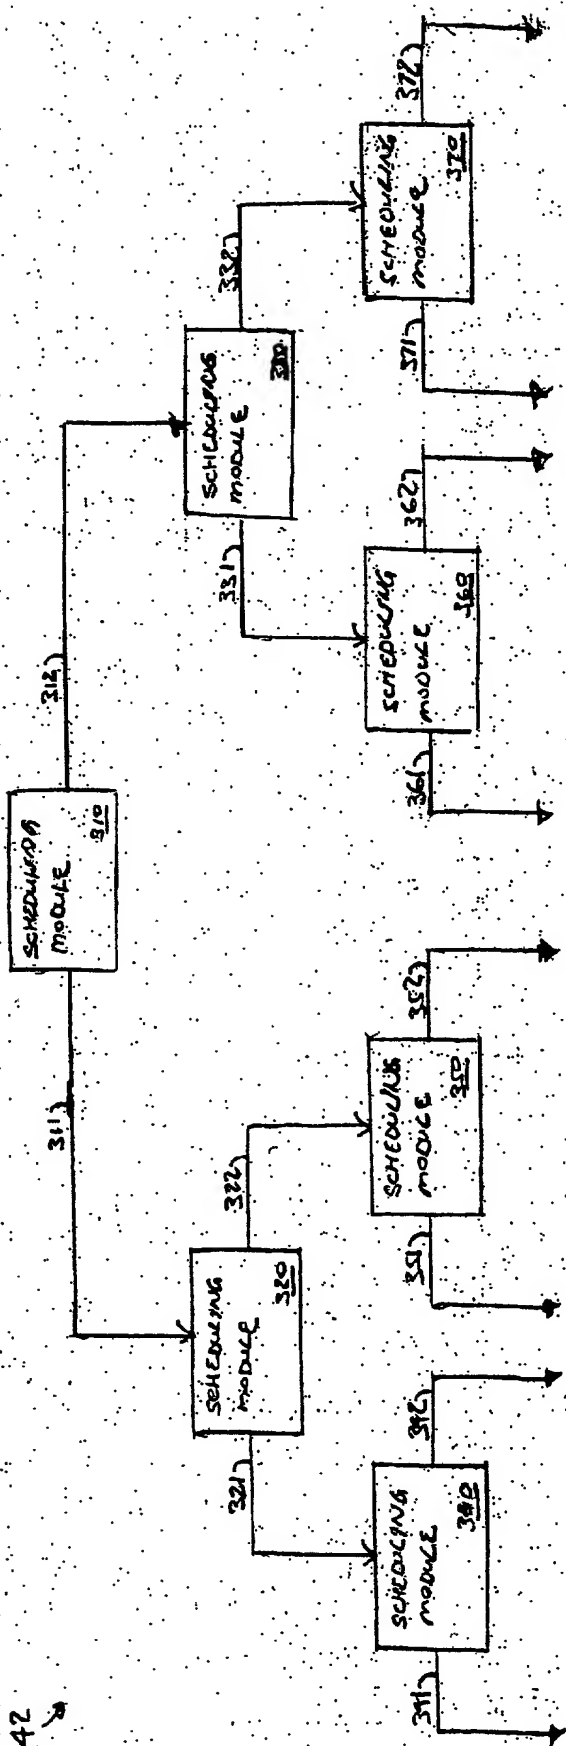 42
SCHEDULING
MODULE
310
311
312
SCHEDULING
MODULE
320
321
322
SCHEDULING
MODULE
330
331
332
SCHEDULING
MODULE
340
341
342
SCHEDULING
MODULE
350
351
352
SCHEDULING
MODULE
360
361
362
SCHEDULING
MODULE
370
371
372